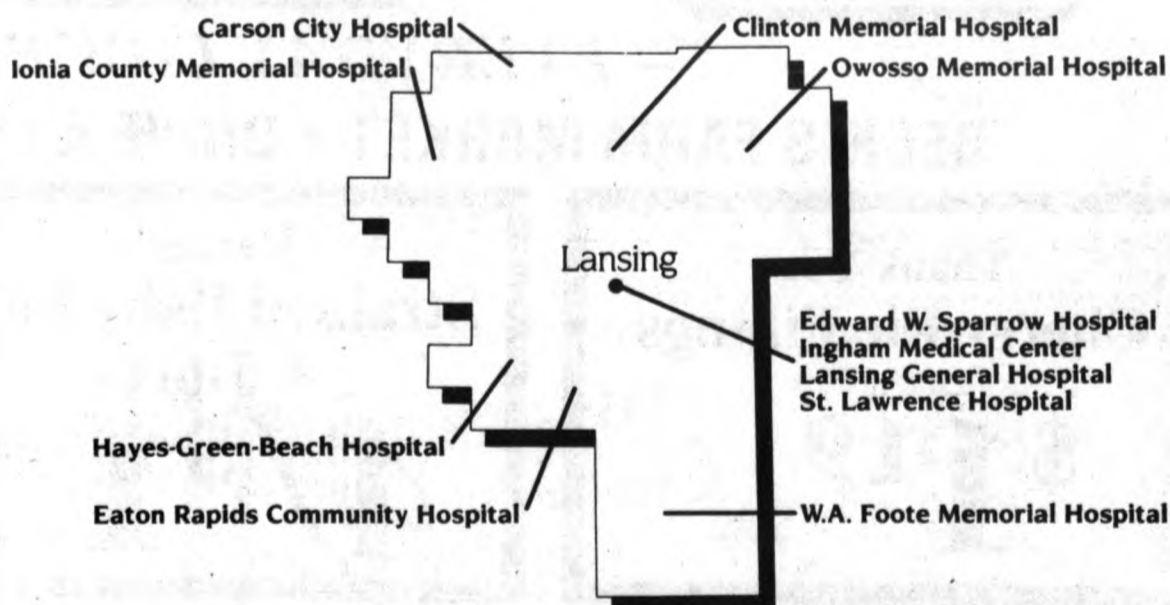 Carson City Hospital
Clinton Memorial Hospital
Ionia County Memorial Hospital
Owosso Memorial Hospital
Lansing
Edward W. Sparrow Hospital
Ingham Medical Center
Lansing General Hospital
St. Lawrence Hospital
Hayes-Green-Beach Hospital
Eaton Rapids Community Hospital
W.A. Foote Memorial Hospital